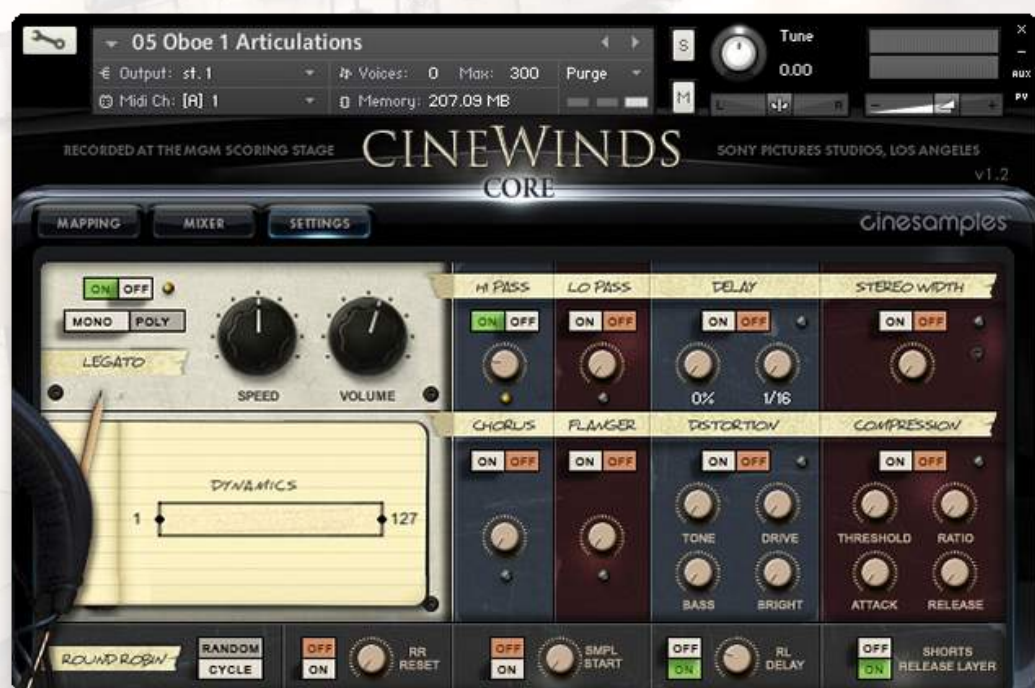 05 Oboe 1 Articulations
Output: st. 1
Voices: 0 Max: 300
Purge
Midi Ch: [A] 1
Memory: 207.09 MB
S
M
Tune
0.00
L R
- +
×
-
AUX
PV
RECORDED AT THE MGM SCORING STAGE
CINEWINDS
CORE
SONY PICTURES STUDIOS, LOS ANGELES
v1.2
MAPPING
MIXER
SETTINGS
cinesamples
ON OFF
MONO POLY
LEGATO
SPEED
VOLUME
HI PASS
LO PASS
DELAY
STEREO WIDTH
ON OFF
ON OFF
ON OFF
ON OFF
0%
1/16
CHORUS
FLANGER
DISTORTION
COMPRESSION
ON OFF
ON OFF
ON OFF
ON OFF
DYNAMICS
1
127
TONE
DRIVE
THRESHOLD
RATIO
BASS
BRIGHT
ATTACK
RELEASE
ROUND ROBIN
RANDOM
CYCLE
OFF
ON
RR
RESET
OFF
ON
SMPL
START
OFF
ON
RL
DELAY
OFF
ON
SHORTS
RELEASE LAYER